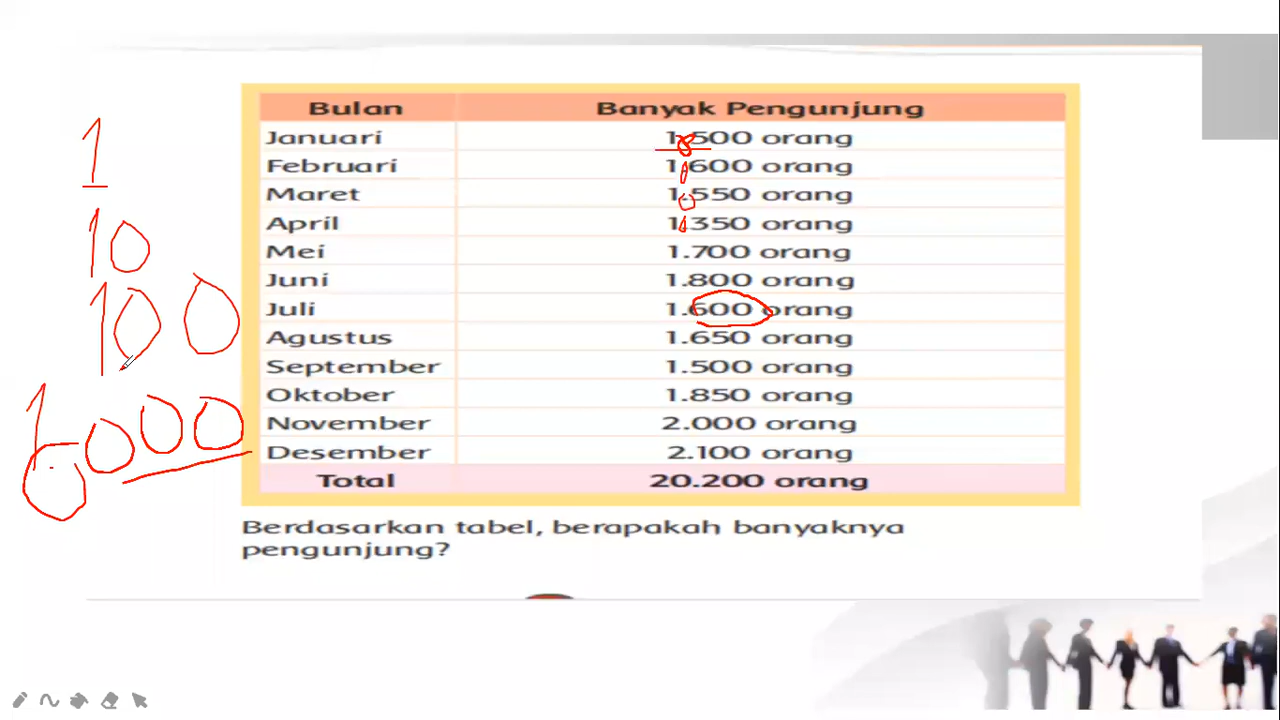 Bulan Banyak Pengunjung
Januari 1.500 orang
Februari 1.600 orang
Maret 1.550 orang
April 1.350 orang
Mei 1.700 orang
Juni 1.800 orang
Juli 1.600 orang
Agustus 1.650 orang
September 1.500 orang
Oktober 1.850 orang
November 2.000 orang
Desember 2.100 orang
Total 20.200 orang
Berdasarkan tabel, berapakah banyaknya
pengunjung?
1
10
100
1000